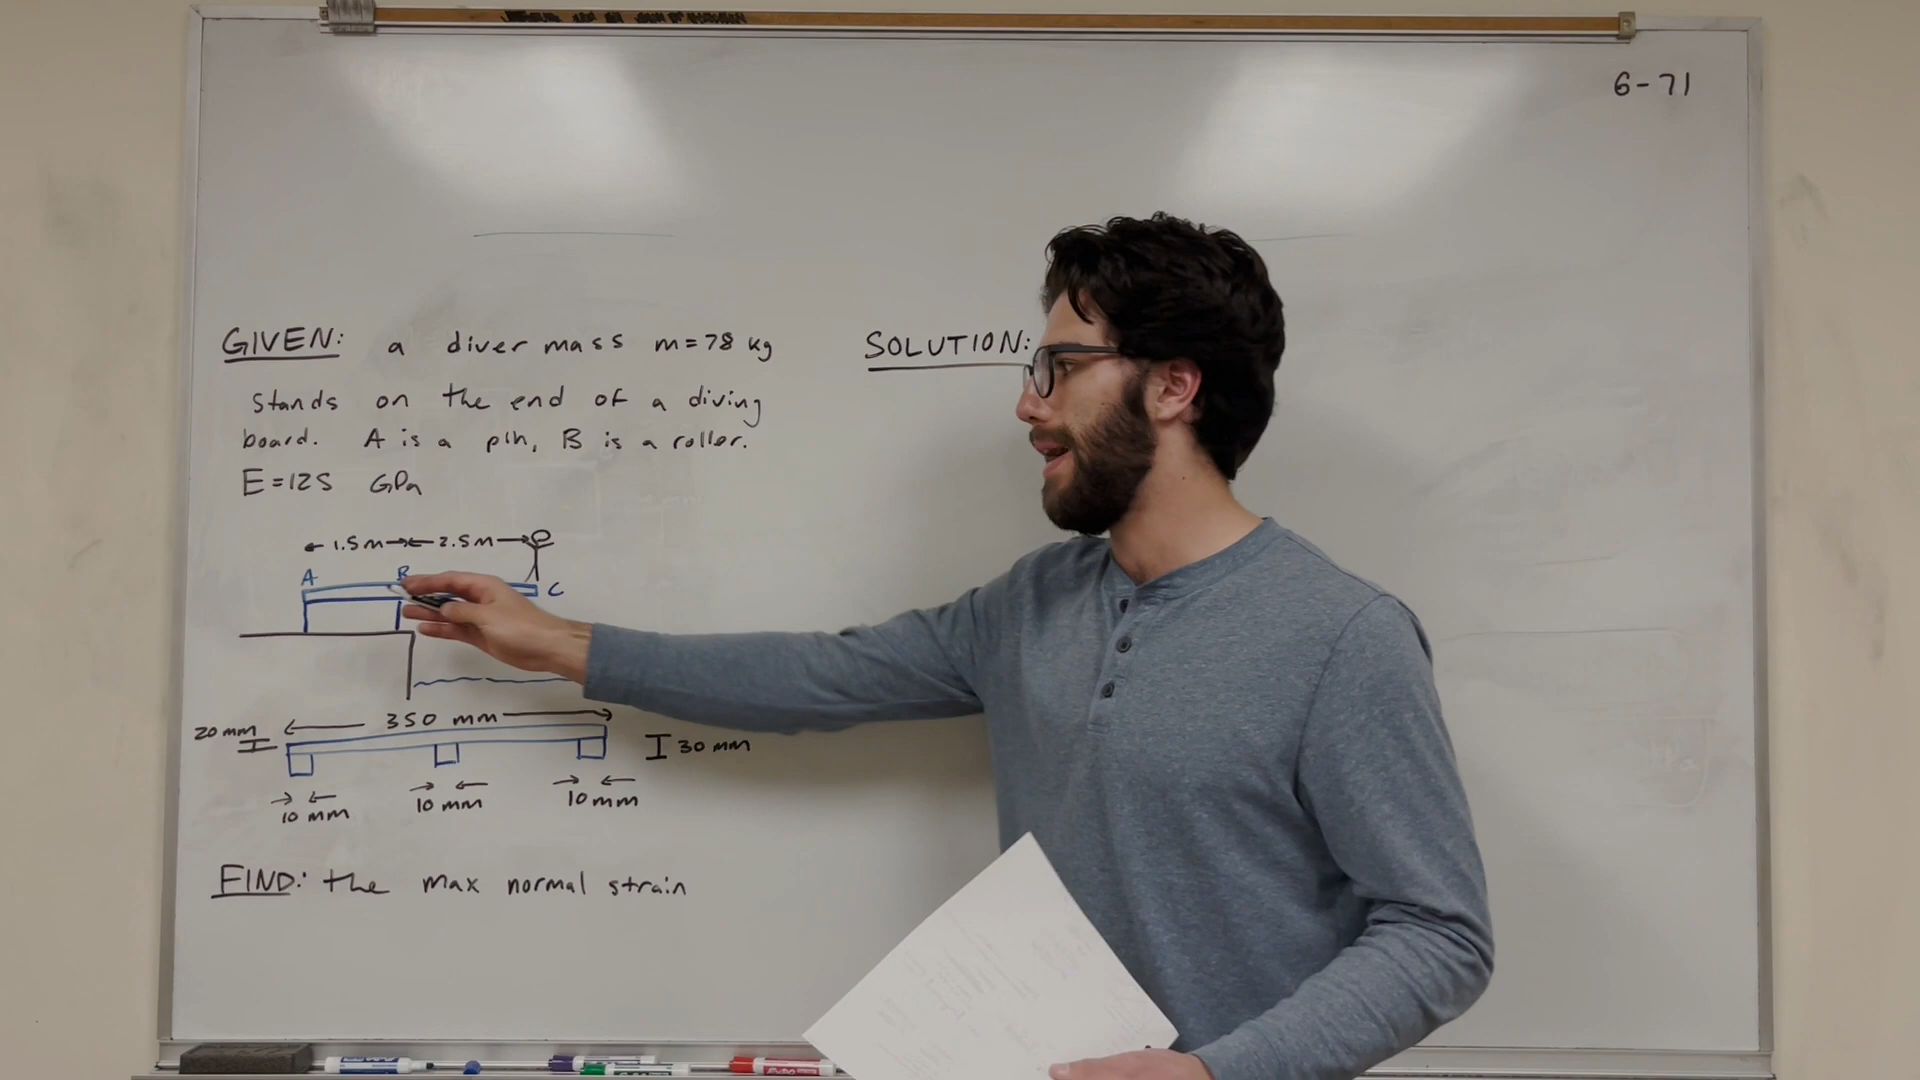 6-71
GIVEN: a diver mass m=78 kg
stands on the end of a diving
board. A is a pin, B is a roller.
E=125 GPa
1.5m 2.5m
A B C
350 mm
20 mm
30 mm
10 mm 10 mm 10 mm
FIND: the max normal strain
SOLUTION: